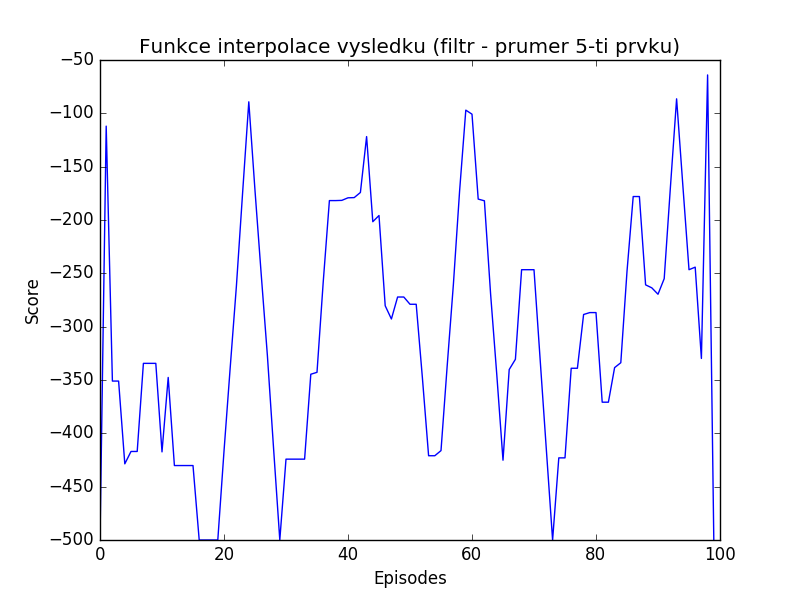 Funkce interpolace vysledku (filtr - prumer 5-ti prvku)
−50
−100
−150
−200
−250
−300
−350
−400
−450
−500
Score
0 20 40 60 80 100
Episodes